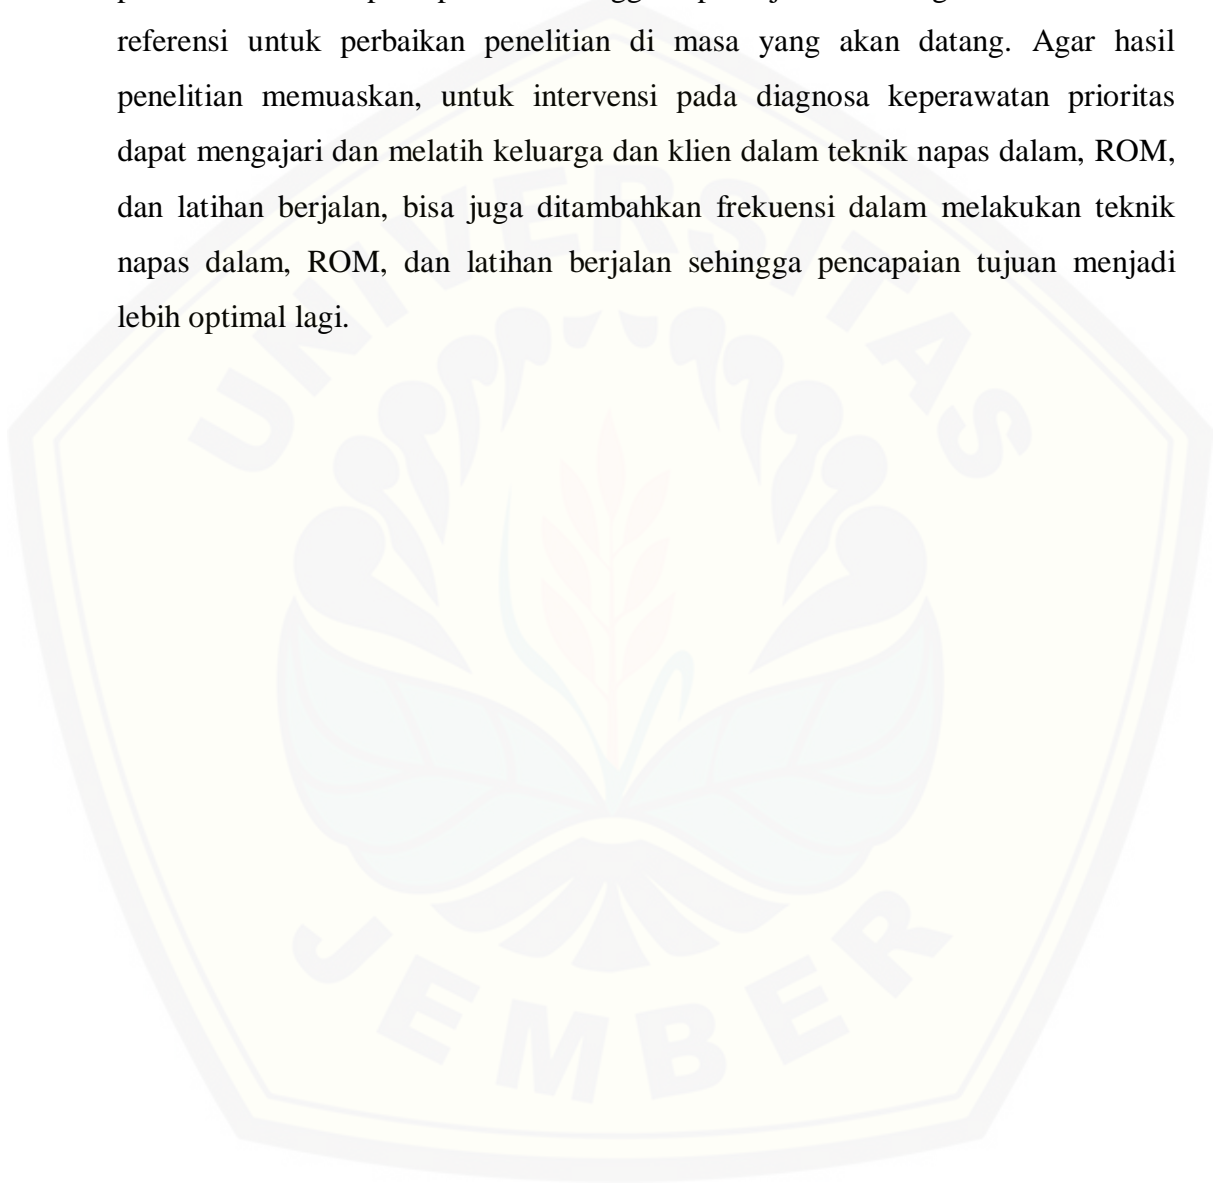 referensi untuk perbaikan penelitian di masa yang akan datang. Agar hasil
penelitian memuaskan, untuk intervensi pada diagnosa keperawatan prioritas
dapat mengajari dan melatih keluarga dan klien dalam teknik napas dalam, ROM,
dan latihan berjalan, bisa juga ditambahkan frekuensi dalam melakukan teknik
napas dalam, ROM, dan latihan berjalan sehingga pencapaian tujuan menjadi
lebih optimal lagi.
UNIVERSITAS
JEMBER